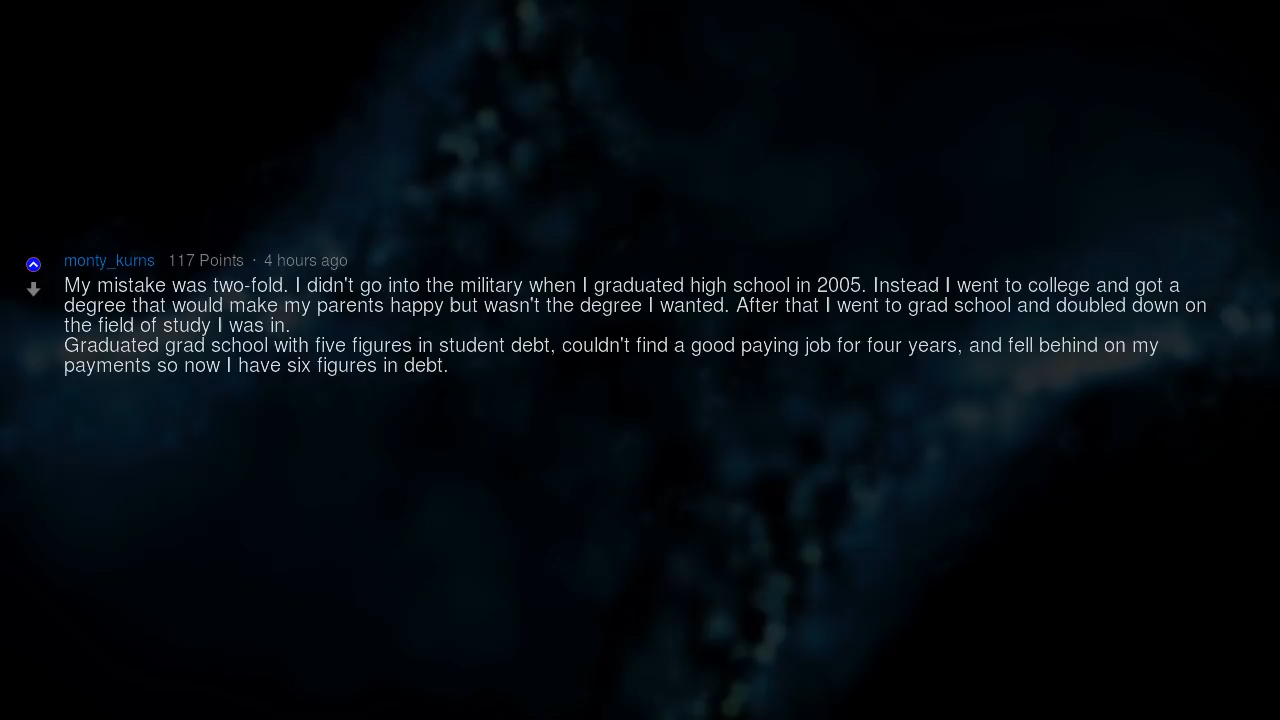 monty_kurns 117 Points · 4 hours ago
My mistake was two-fold. I didn't go into the military when I graduated high school in 2005. Instead I went to college and got a
degree that would make my parents happy but wasn't the degree I wanted. After that I went to grad school and doubled down on
the field of study I was in.
Graduated grad school with five figures in student debt, couldn't find a good paying job for four years, and fell behind on my
payments so now I have six figures in debt.